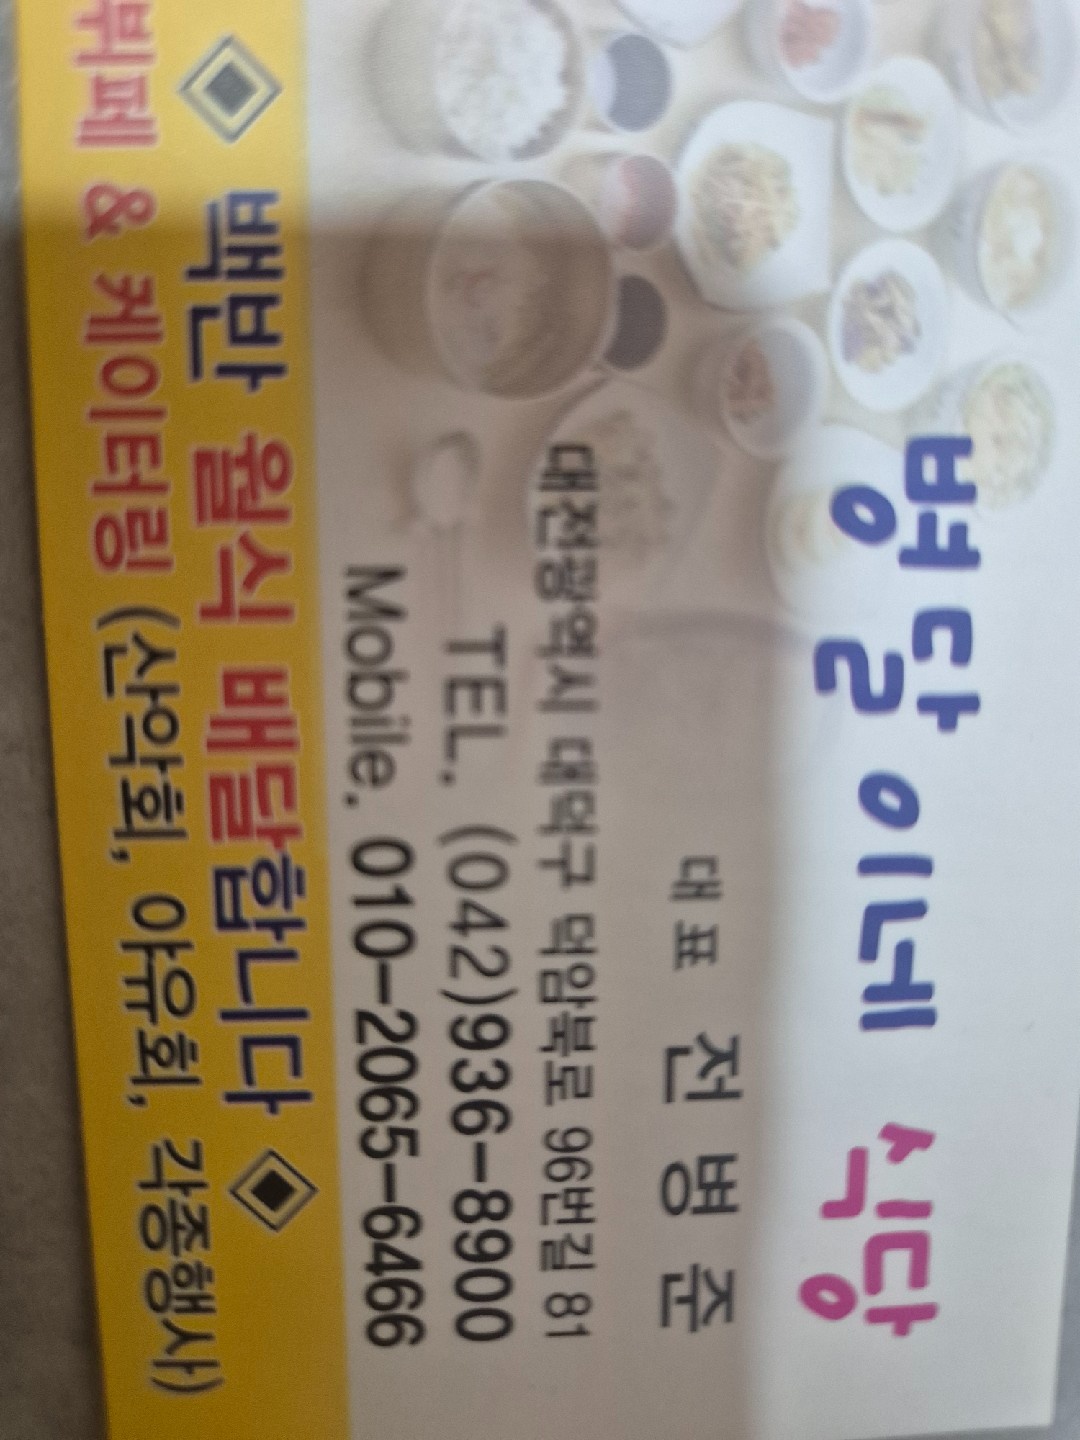 병달이네 식당
대표 전병준
대전광역시 대덕구 덕암북로 96번길 81
TEL. (042)936-8900
Mobile. 010-2065-6466
◈ 백반 월식 배달합니다 ◈
뷔페 & 케이터링 (산악회, 야유회, 각종행사)